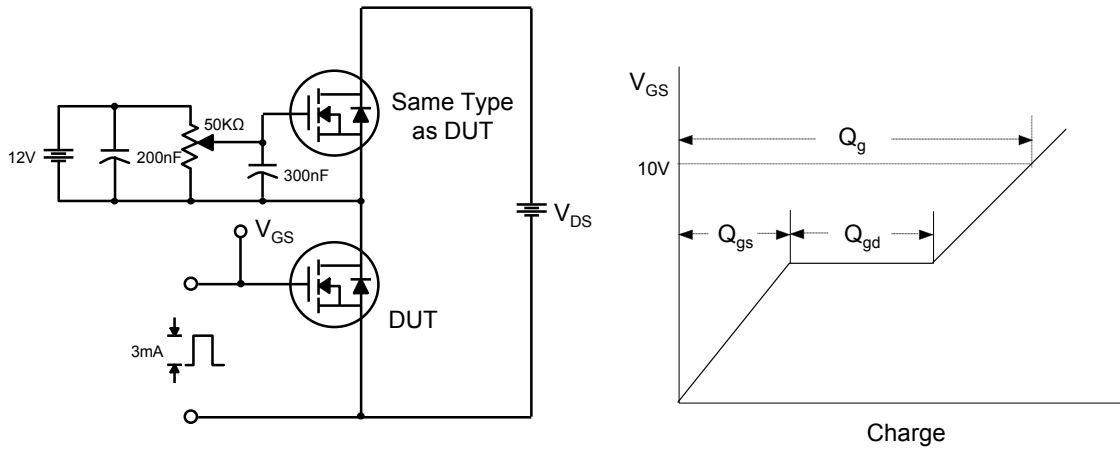 12V
200nF
50KΩ
300nF
Same Type
as DUT
V_DS
V_GS
DUT
3mA
V_GS
10V
Q_g
Q_gs
Q_gd
Charge